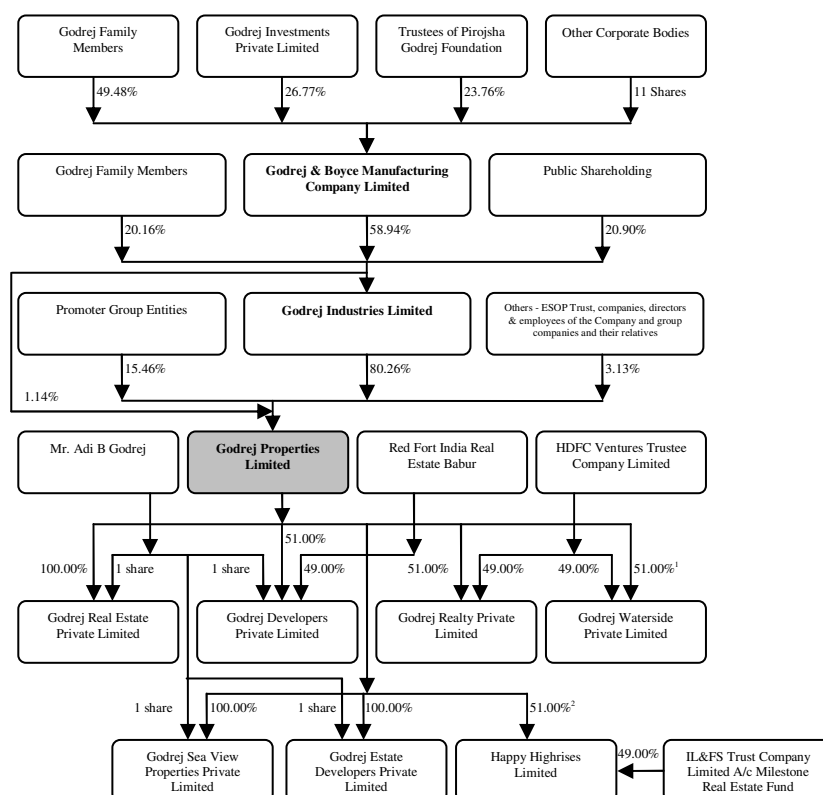 Godrej Family
Members
Godrej Investments
Private Limited
Trustees of Pirojsha
Godrej Foundation
Other Corporate Bodies
49.48%
26.77%
23.76%
11 Shares
Godrej Family Members
Godrej & Boyce Manufacturing
Company Limited
Public Shareholding
20.16%
58.94%
20.90%
Promoter Group Entities
Godrej Industries Limited
Others - ESOP Trust, companies, directors
& employees of the Company and group
companies and their relatives
15.46%
80.26%
3.13%
1.14%
Mr. Adi B Godrej
Godrej Properties
Limited
Red Fort India Real
Estate Babur
HDFC Ventures Trustee
Company Limited
51.00%
100.00%
1 share
1 share
49.00%
51.00%
49.00%
49.00%
51.00%¹
Godrej Real Estate
Private Limited
Godrej Developers
Private Limited
Godrej Realty Private
Limited
Godrej Waterside
Private Limited
1 share
100.00%
1 share
100.00%
51.00%²
Godrej Sea View
Properties Private
Limited
Godrej Estate
Developers Private
Limited
Happy Highrises
Limited
49.00%
IL&FS Trust Company
Limited A/c Milestone
Real Estate Fund